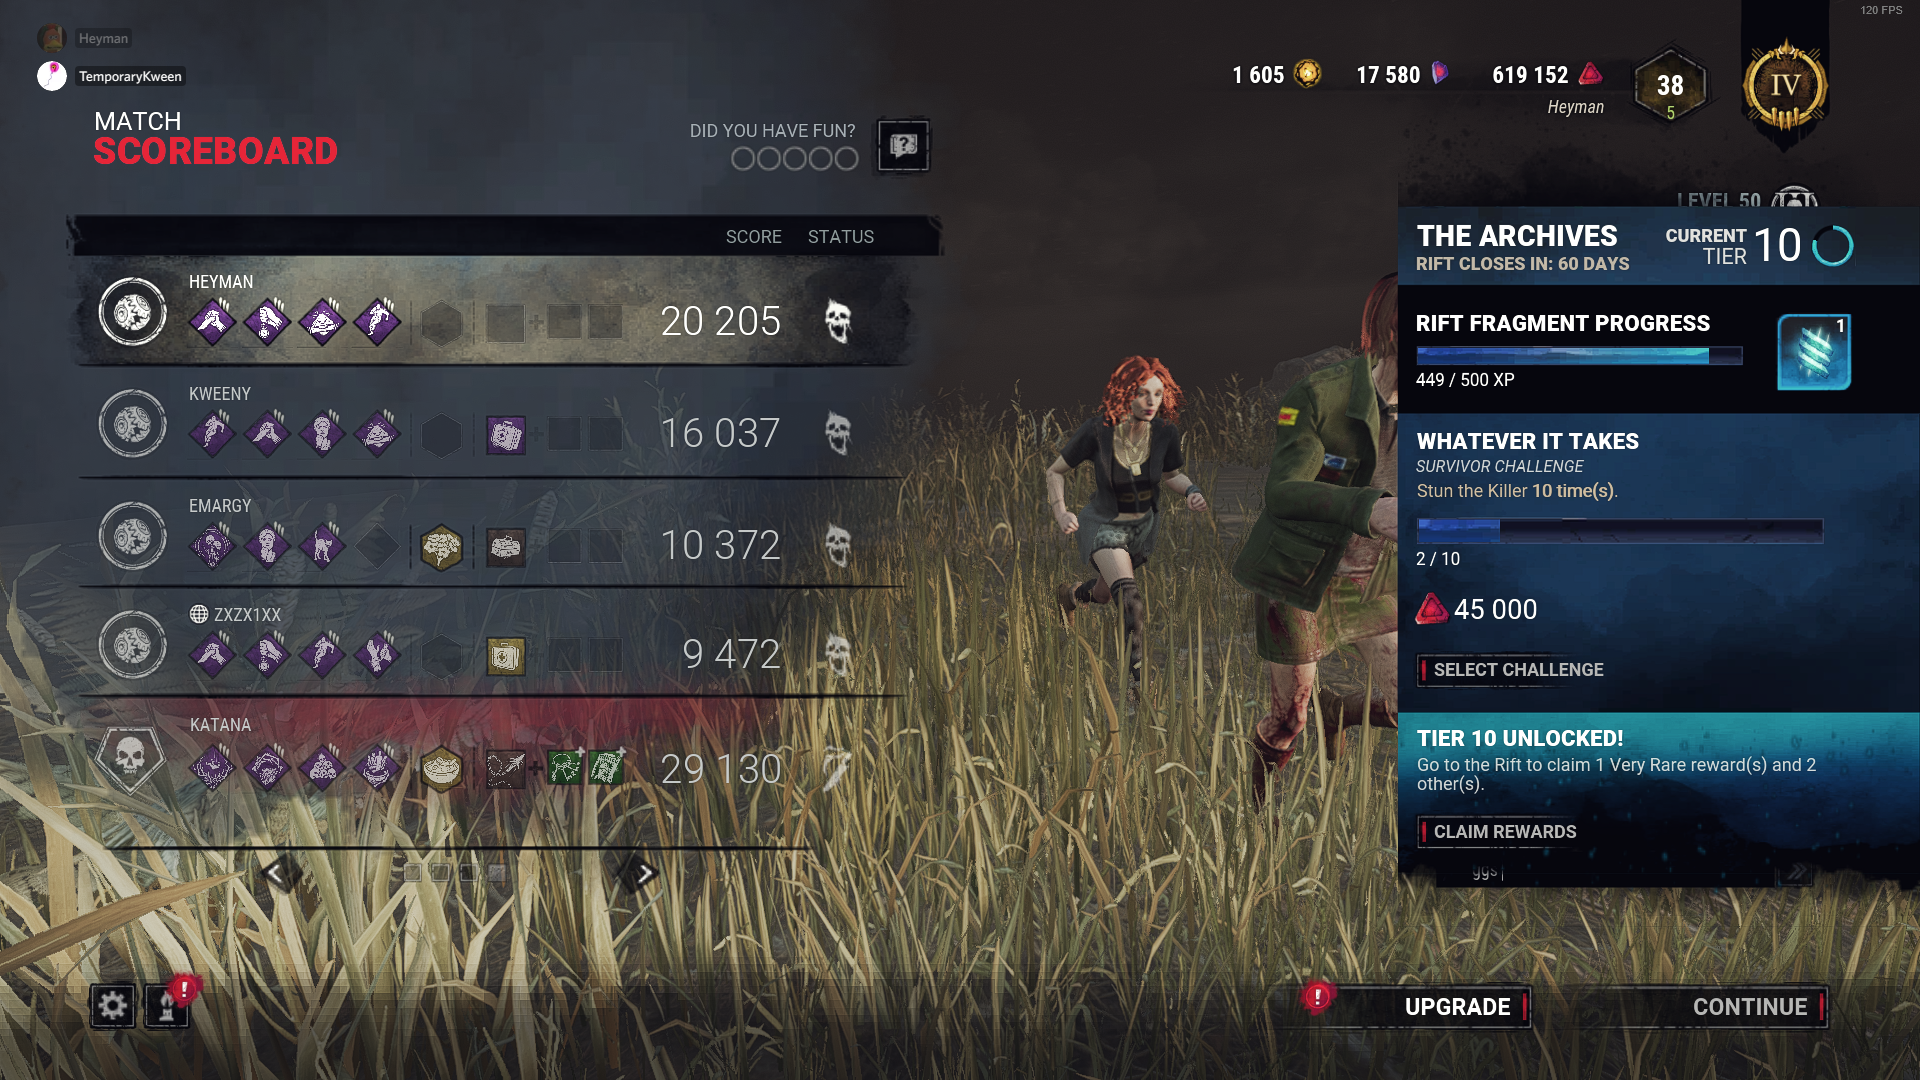 120 FPS
Heyman
TemporaryKween
1 605
17 580
619 152
Heyman
38
5
IV
MATCH
SCOREBOARD
DID YOU HAVE FUN?
?
LEVEL 50
SCORE STATUS
HEYMAN
20 205
KWEENY
16 037
EMARGY
10 372
ZXZX1XX
9 472
KATANA
29 130
THE ARCHIVES
RIFT CLOSES IN: 60 DAYS
CURRENT
TIER
10
RIFT FRAGMENT PROGRESS
1
449 / 500 XP
WHATEVER IT TAKES
SURVIVOR CHALLENGE
Stun the Killer 10 time(s).
2 / 10
45 000
SELECT CHALLENGE
TIER 10 UNLOCKED!
Go to the Rift to claim 1 Very Rare reward(s) and 2
other(s).
CLAIM REWARDS
ggs
!
!
UPGRADE
CONTINUE